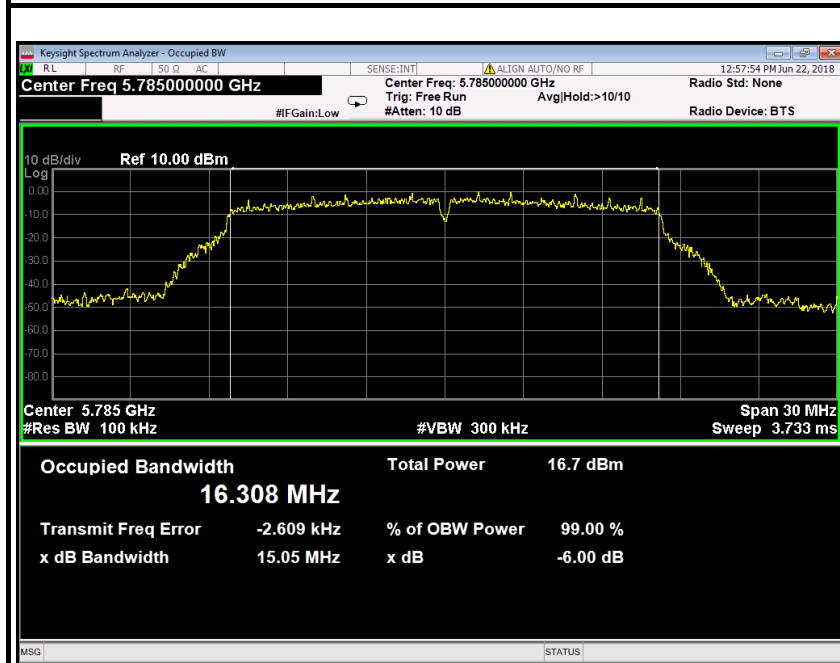 Keysight Spectrum Analyzer - Occupied BW
LXI RL RF 50 Ω AC SENSE:INT ALIGN AUTO/NO RF 12:57:54 PM Jun 22, 2018
Center Freq 5.785000000 GHz
Center Freq: 5.785000000 GHz Radio Std: None
Trig: Free Run Avg|Hold:>10/10
#IFGain:Low #Atten: 10 dB Radio Device: BTS
10 dB/div Ref 10.00 dBm
Log
0.00
-10.0
-20.0
-30.0
-40.0
-50.0
-60.0
-70.0
-80.0
Center 5.785 GHz Span 30 MHz
#Res BW 100 kHz #VBW 300 kHz Sweep 3.733 ms
Occupied Bandwidth Total Power 16.7 dBm
16.308 MHz
Transmit Freq Error -2.609 kHz % of OBW Power 99.00 %
x dB Bandwidth 15.05 MHz x dB -6.00 dB
MSG STATUS